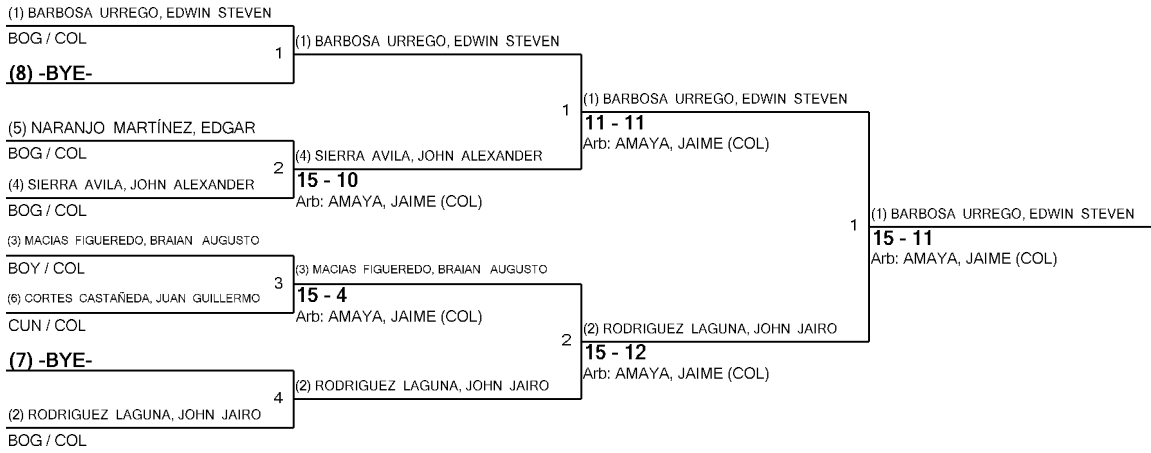 (1) BARBOSA URREGO, EDWIN STEVEN
BOG / COL
1
(8) -BYE-
(5) NARANJO MARTÍNEZ, EDGAR
BOG / COL
2
(4) SIERRA AVILA, JOHN ALEXANDER
BOG / COL
(3) MACIAS FIGUEREDO, BRAIAN AUGUSTO
BOY / COL
3
(6) CORTES CASTAÑEDA, JUAN GUILLERMO
CUN / COL
(7) -BYE-
4
(2) RODRIGUEZ LAGUNA, JOHN JAIRO
BOG / COL
(1) BARBOSA URREGO, EDWIN STEVEN
1
(4) SIERRA AVILA, JOHN ALEXANDER
15 - 10
Arb: AMAYA, JAIME (COL)
(3) MACIAS FIGUEREDO, BRAIAN AUGUSTO
15 - 4
Arb: AMAYA, JAIME (COL)
2
(2) RODRIGUEZ LAGUNA, JOHN JAIRO
(1) BARBOSA URREGO, EDWIN STEVEN
11 - 11
Arb: AMAYA, JAIME (COL)
1
(2) RODRIGUEZ LAGUNA, JOHN JAIRO
15 - 12
Arb: AMAYA, JAIME (COL)
(1) BARBOSA URREGO, EDWIN STEVEN
15 - 11
Arb: AMAYA, JAIME (COL)